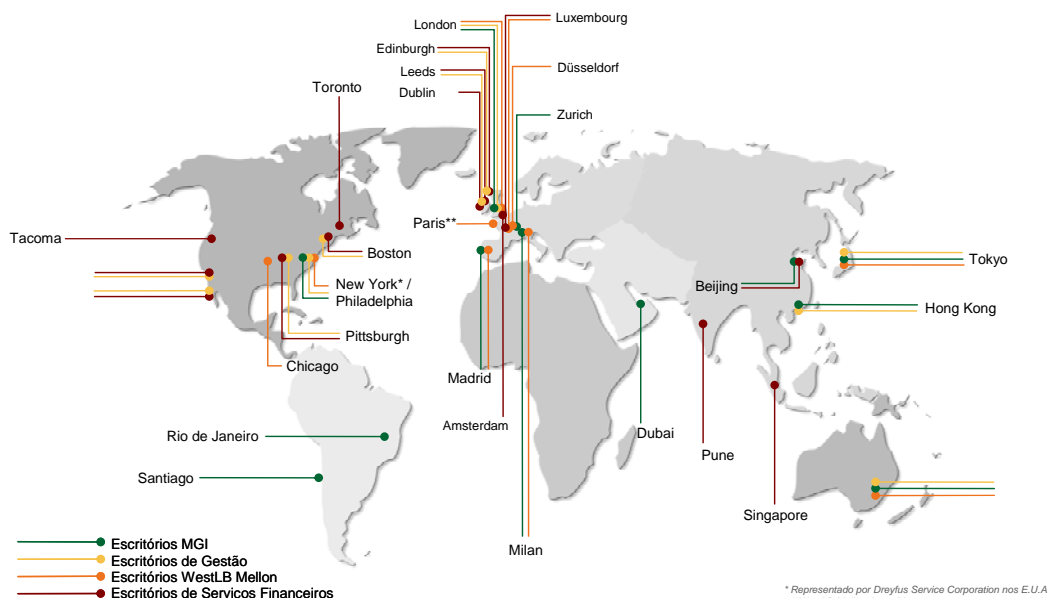 London
Luxembourg
Edinburgh
Düsseldorf
Leeds
Toronto
Dublin
Zurich
Paris**
Tacoma
Boston
Tokyo
New York* /
Philadelphia
Beijing
Hong Kong
Pittsburgh
Chicago
Madrid
Amsterdam
Rio de Janeiro
Dubai
Pune
Santiago
Singapore
Milan
Escritórios MGI
Escritórios de Gestão
Escritórios WestLB Mellon
Escritórios de Serviços Financeiros
* Representado por Dreyfus Service Corporation nos E.U.A